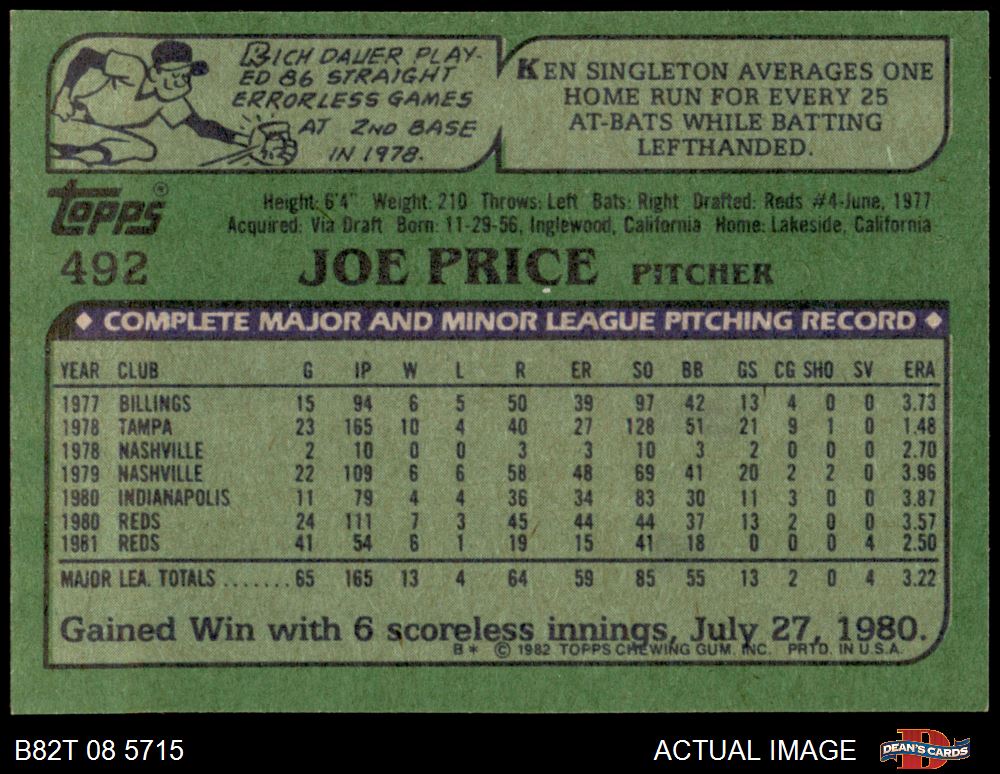 RICH DAUER PLAY-
ED 86 STRAIGHT
ERRORLESS GAMES
AT 2ND BASE
IN 1978.
KEN SINGLETON AVERAGES ONE
HOME RUN FOR EVERY 25
AT-BATS WHILE BATTING
LEFTHANDED.
topps®
Height: 6'4" Weight: 210 Throws: Left Bats: Right Drafted: Reds #4-June, 1977
Acquired: Via Draft Born: 11-29-56, Inglewood, California Home: Lakeside, California
492 JOE PRICE PITCHER
◆ COMPLETE MAJOR AND MINOR LEAGUE PITCHING RECORD ◆
YEAR CLUB G IP W L R ER SO BB GS CG SHO SV ERA
1977 BILLINGS 15 94 6 5 50 39 97 42 13 4 0 0 3.73
1978 TAMPA 23 165 10 4 40 27 128 51 21 9 1 0 1.48
1978 NASHVILLE 2 10 0 0 3 3 10 3 2 0 0 0 2.70
1979 NASHVILLE 22 109 6 6 58 48 69 41 20 2 2 0 3.96
1980 INDIANAPOLIS 11 79 4 4 36 34 83 30 11 3 0 0 3.87
1980 REDS 24 111 7 3 45 44 44 37 13 2 0 0 3.57
1981 REDS 41 54 6 1 19 15 41 18 0 0 0 4 2.50
MAJOR LEA. TOTALS ....... 65 165 13 4 64 59 85 55 13 2 0 4 3.22
Gained Win with 6 scoreless innings, July 27, 1980.
B* © 1982 TOPPS CHEWING GUM, INC. PRTD. IN U.S.A.
B82T 08 5715
ACTUAL IMAGE
DEAN'S CARDS